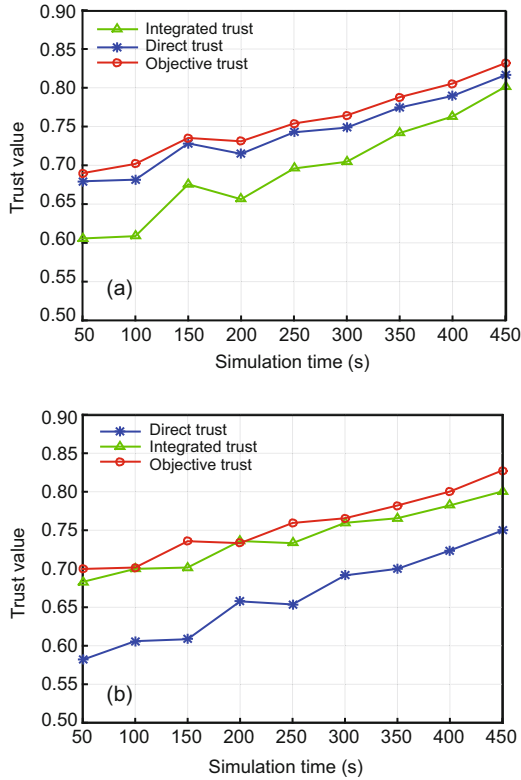 0.90
0.85
0.80
0.75
0.70
0.65
0.60
0.55
0.50
Trust value
Integrated trust
Direct trust
Objective trust
(a)
50 100 150 200 250 300 350 400 450
Simulation time (s)
0.90
0.85
0.80
0.75
0.70
0.65
0.60
0.55
0.50
Trust value
Direct trust
Integrated trust
Objective trust
(b)
50 100 150 200 250 300 350 400 450
Simulation time (s)